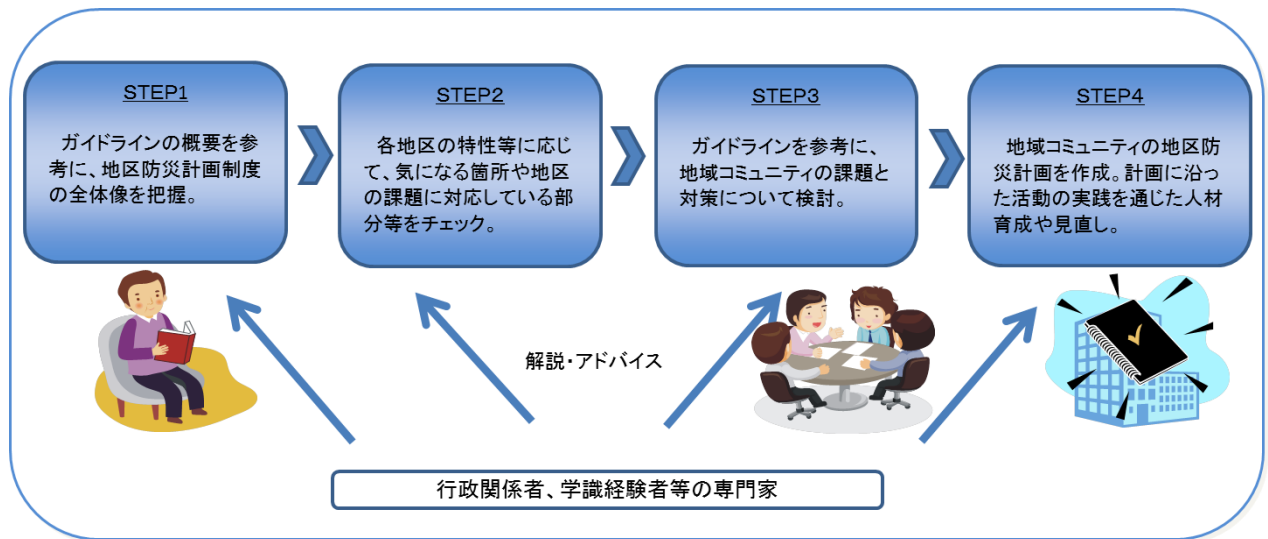 STEP1
ガイドラインの概要を参
考に、地区防災計画制度
の全体像を把握。
STEP2
各地区の特性等に応じ
て、気になる箇所や地区
の課題に対応している部
分等をチェック。
STEP3
ガイドラインを参考に、
地域コミュニティの課題と
対策について検討。
STEP4
地域コミュニティの地区防
災計画を作成。計画に沿っ
た活動の実践を通じた人材
育成や見直し。
解説・アドバイス
行政関係者、学識経験者等の専門家